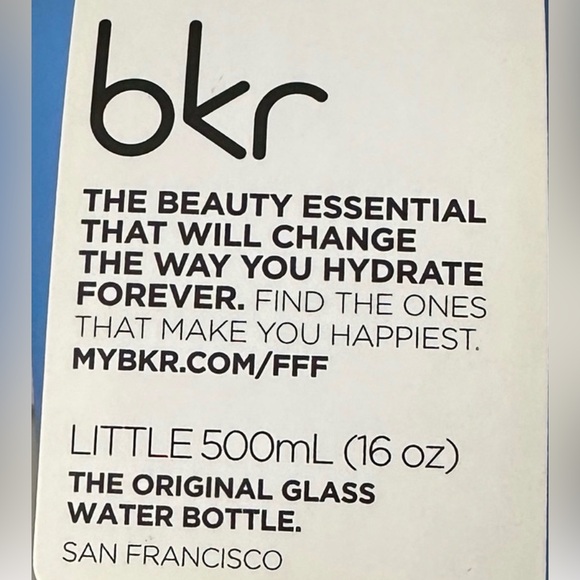 bkr
THE BEAUTY ESSENTIAL
THAT WILL CHANGE
THE WAY YOU HYDRATE
FOREVER. FIND THE ONES
THAT MAKE YOU HAPPIEST.
MYBKR.COM/FFF
LITTLE 500mL (16 oz)
THE ORIGINAL GLASS
WATER BOTTLE.
SAN FRANCISCO